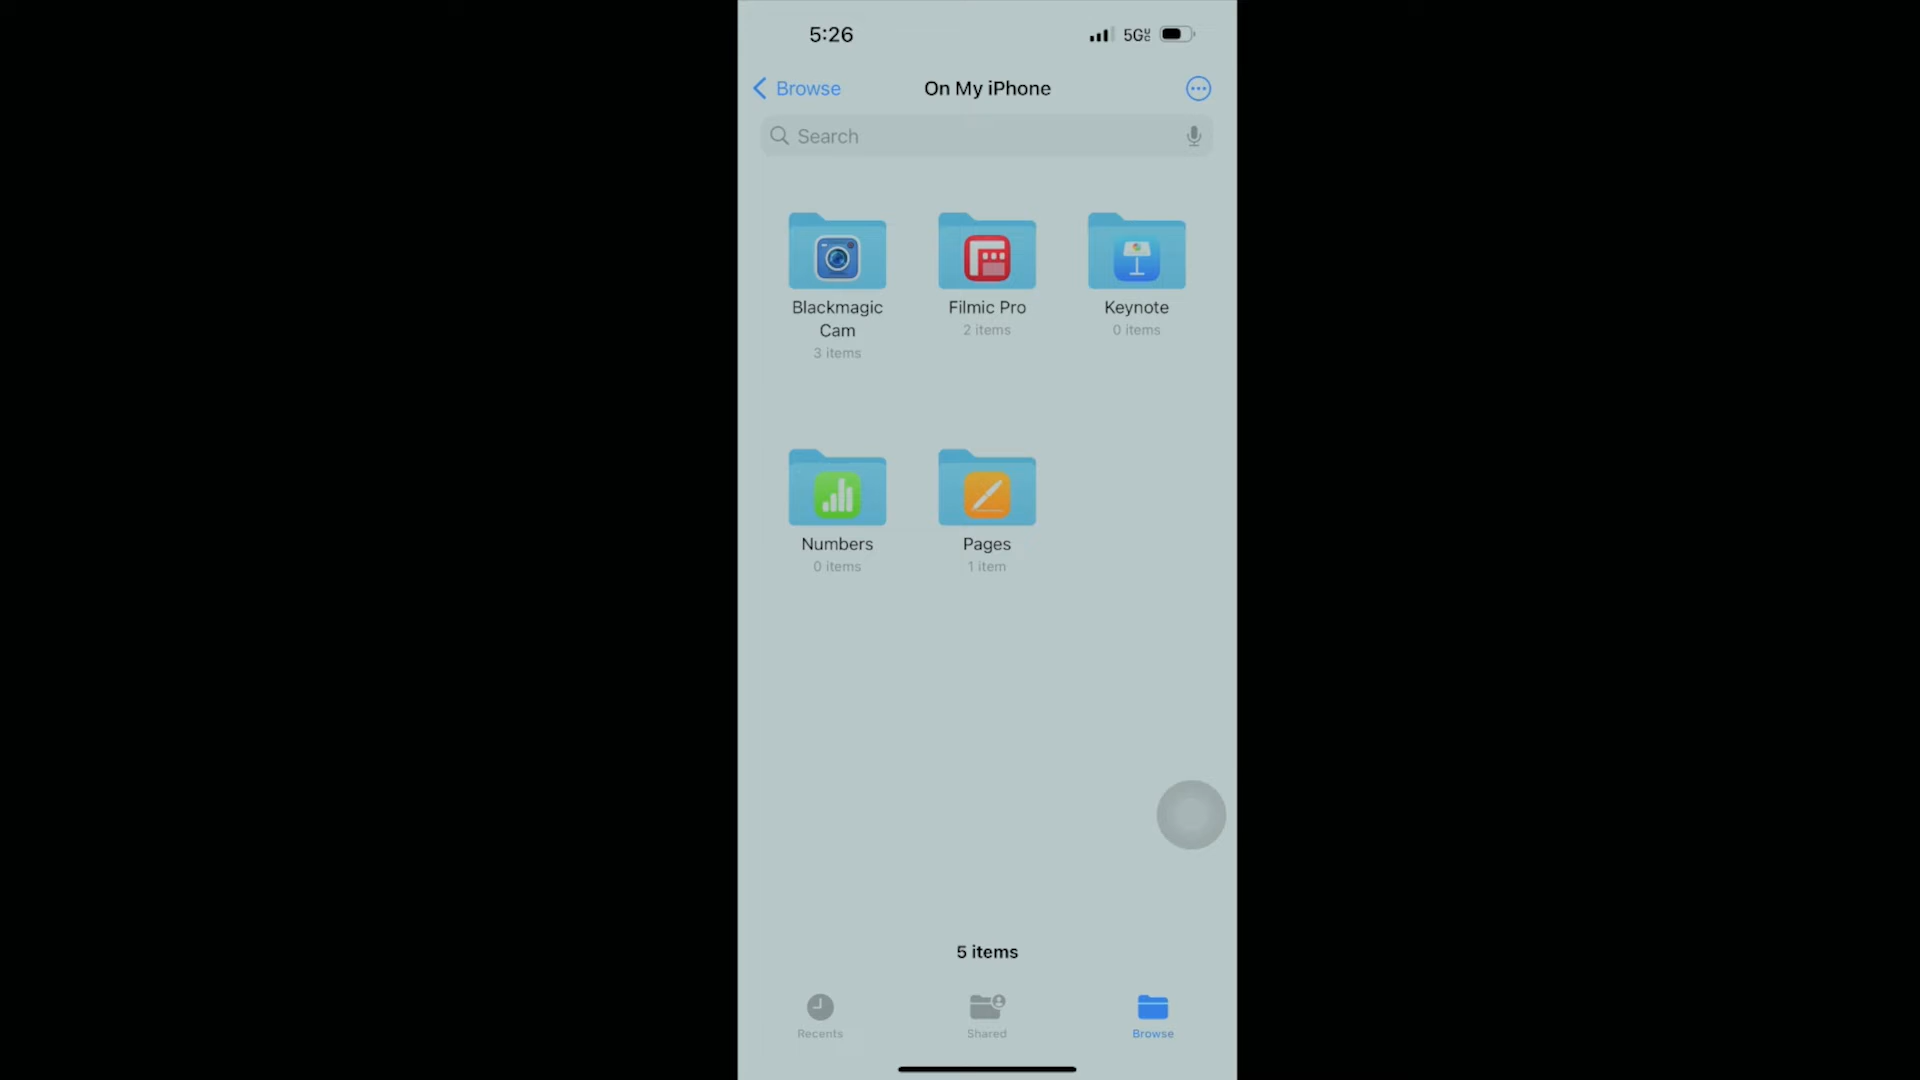 5:26
5GUC
Browse
On My iPhone
Search
Blackmagic
Cam
3 items
Filmic Pro
2 items
Keynote
0 items
Numbers
0 items
Pages
1 item
5 items
Recents
Shared
Browse